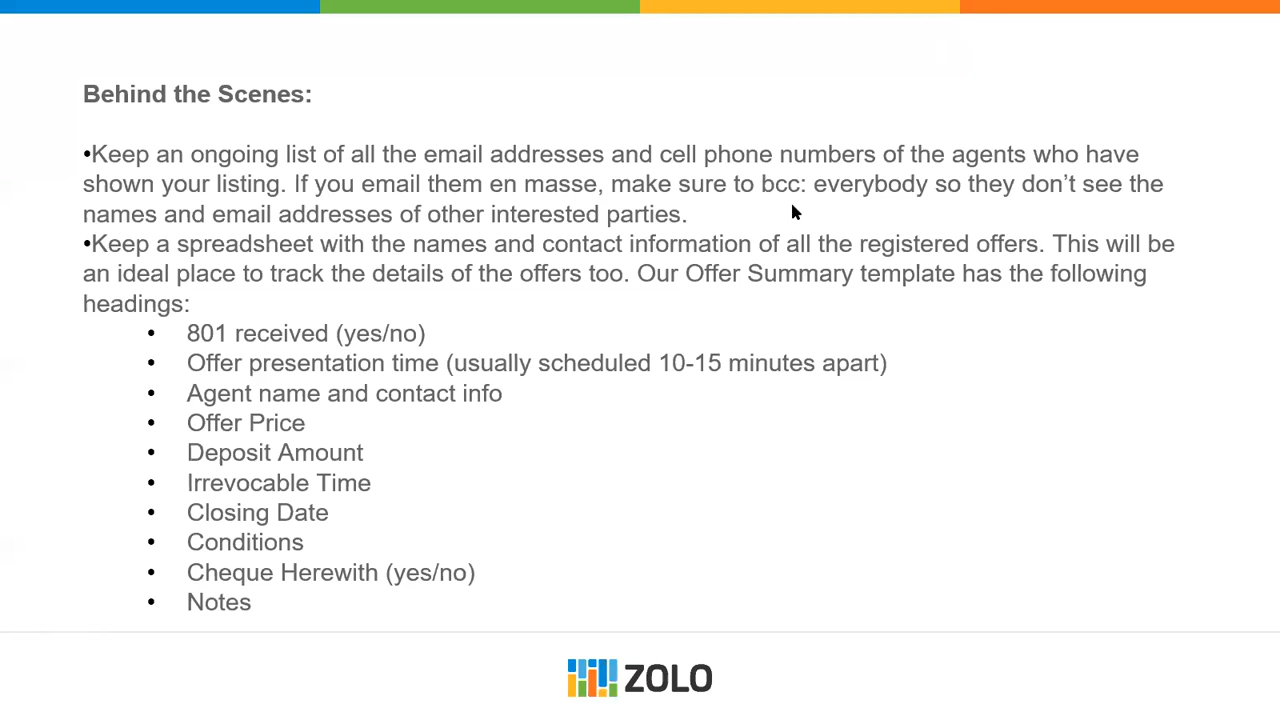 Behind the Scenes:
•Keep an ongoing list of all the email addresses and cell phone numbers of the agents who have
shown your listing. If you email them en masse, make sure to bcc: everybody so they don’t see the
names and email addresses of other interested parties.
•Keep a spreadsheet with the names and contact information of all the registered offers. This will be
an ideal place to track the details of the offers too. Our Offer Summary template has the following
headings:
• 801 received (yes/no)
• Offer presentation time (usually scheduled 10-15 minutes apart)
• Agent name and contact info
• Offer Price
• Deposit Amount
• Irrevocable Time
• Closing Date
• Conditions
• Cheque Herewith (yes/no)
• Notes
ZOLO